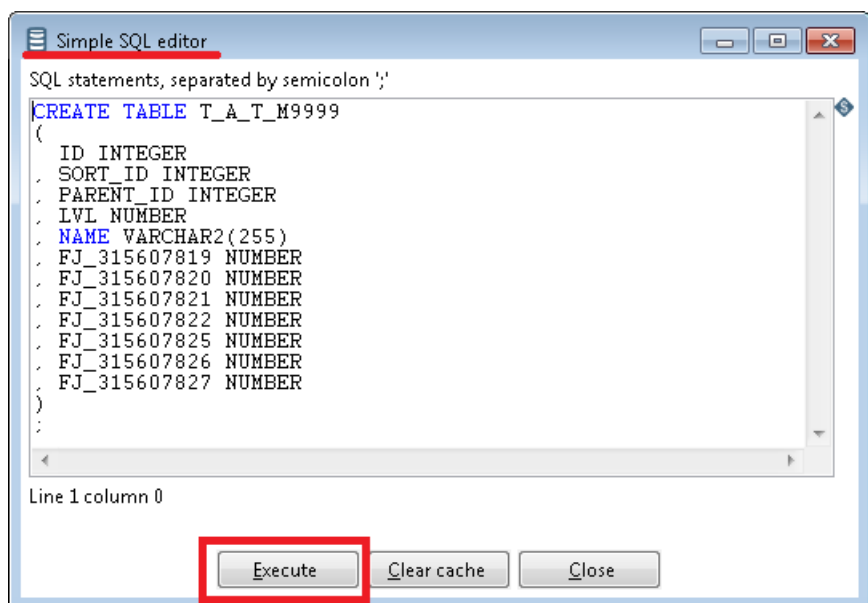 Simple SQL editor
SQL statements, separated by semicolon ';'
CREATE TABLE T_A_T_M9999
(
  ID INTEGER
, SORT_ID INTEGER
, PARENT_ID INTEGER
, LVL NUMBER
, NAME VARCHAR2(255)
, FJ_315607819 NUMBER
, FJ_315607820 NUMBER
, FJ_315607821 NUMBER
, FJ_315607822 NUMBER
, FJ_315607825 NUMBER
, FJ_315607826 NUMBER
, FJ_315607827 NUMBER
)
;
Line 1 column 0
Execute Clear cache Close